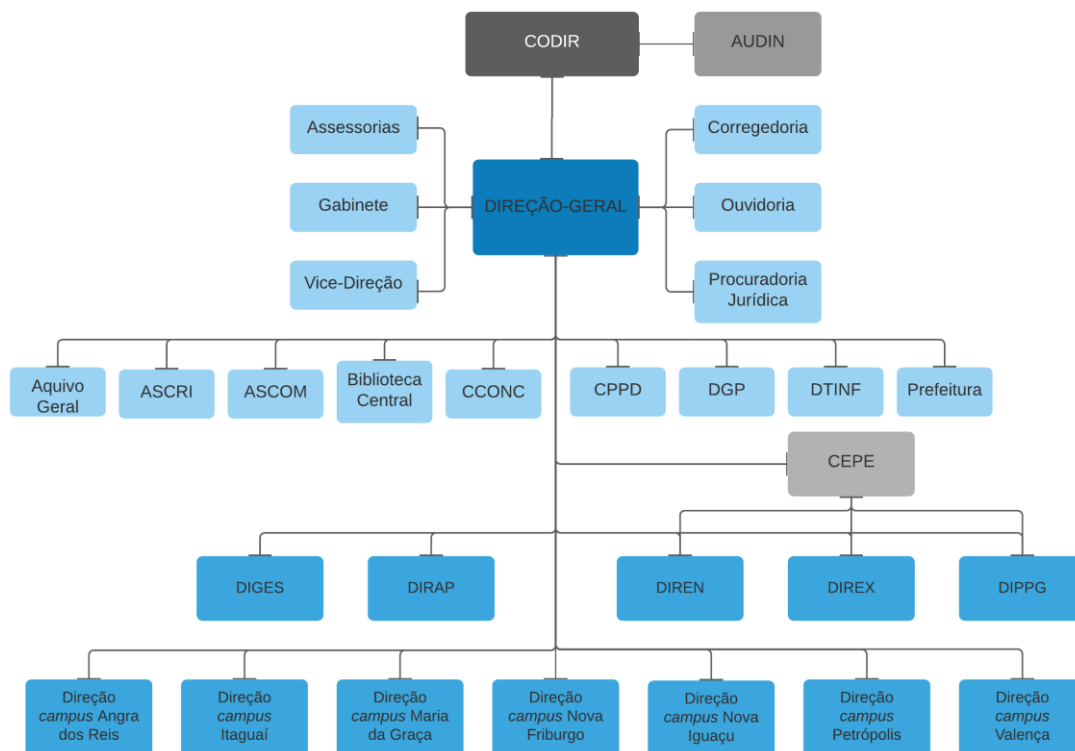 CODIR
AUDIN
Assessorias
Corregedoria
DIREÇÃO-GERAL
Gabinete
Ouvidoria
Vice-Direção
Procuradoria
Jurídica
Aquivo
Geral
ASCRI
ASCOM
Biblioteca
Central
CCONC
CPPD
DGP
DTINF
Prefeitura
CEPE
DIGES
DIRAP
DIREN
DIREX
DIPPG
Direção
campus Angra
dos Reis
Direção
campus
Itaguaí
Direção
campus Maria
da Graça
Direção
campus Nova
Friburgo
Direção
campus Nova
Iguaçu
Direção
campus
Petrópolis
Direção
campus
Valença